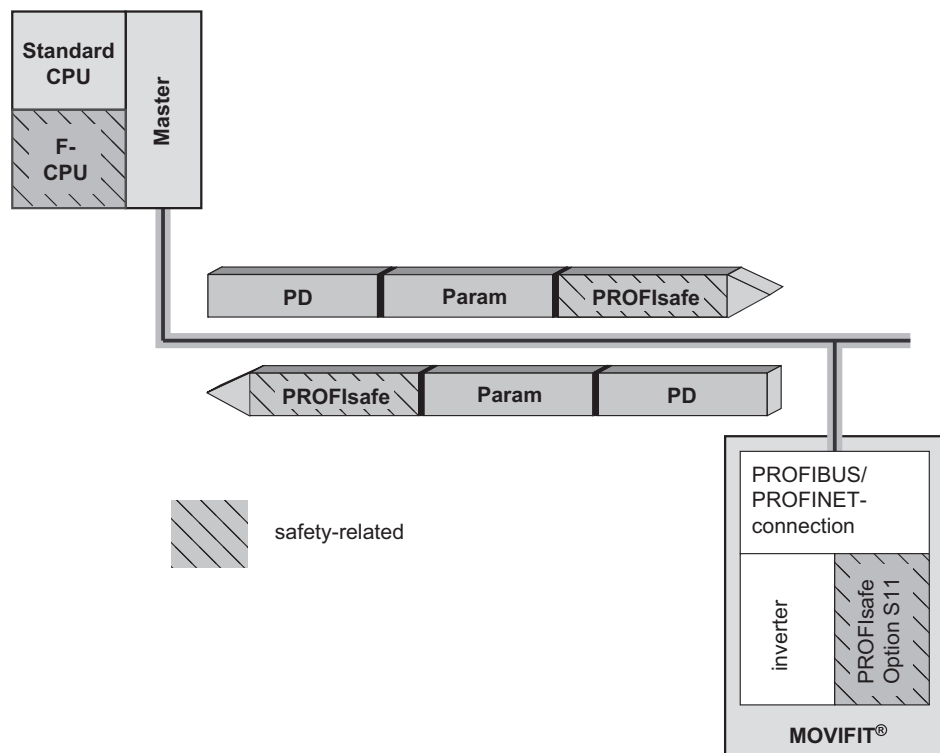 Standard
CPU
F-
CPU
Master
PD
Param
PROFIsafe
PROFIsafe
Param
PD
safety-related
PROFIBUS/
PROFINET-
connection
inverter
PROFIsafe
Option S11
MOVIFIT®